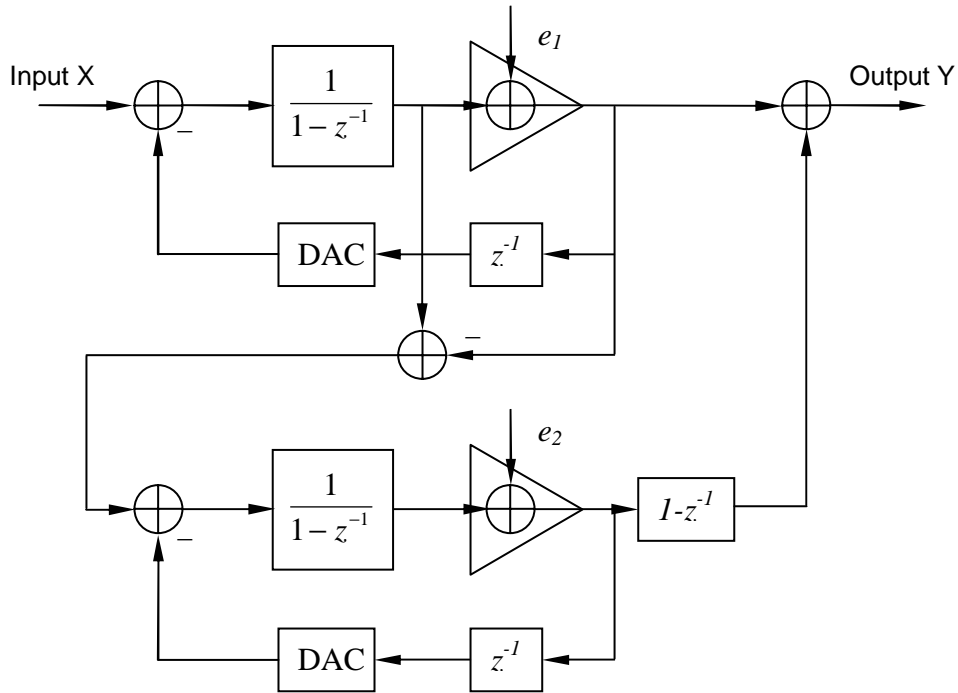 e₁
Input X
1
1 − z⁻¹
Output Y
−
DAC
z⁻¹
−
e₂
1
1 − z⁻¹
1-z⁻¹
−
DAC
z⁻¹